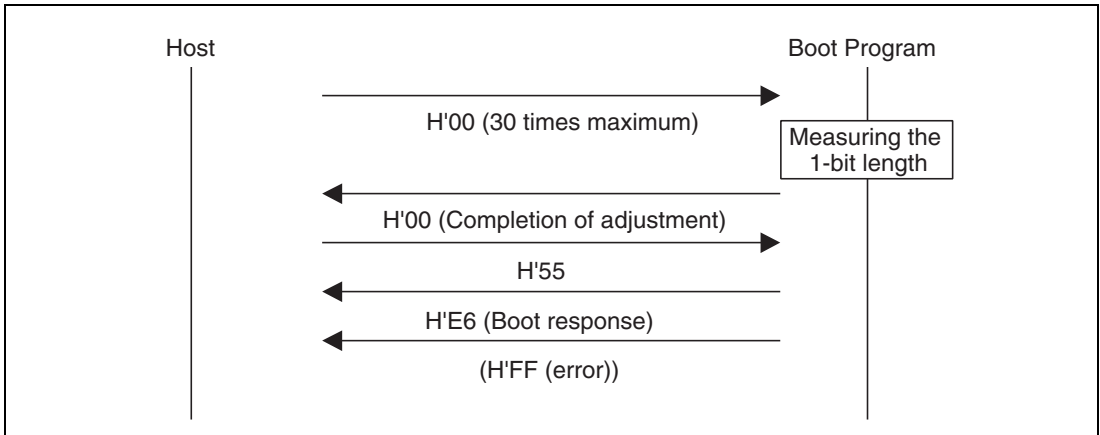 Host
Boot Program
H'00 (30 times maximum)
Measuring the
1-bit length
H'00 (Completion of adjustment)
H'55
H'E6 (Boot response)
(H'FF (error))